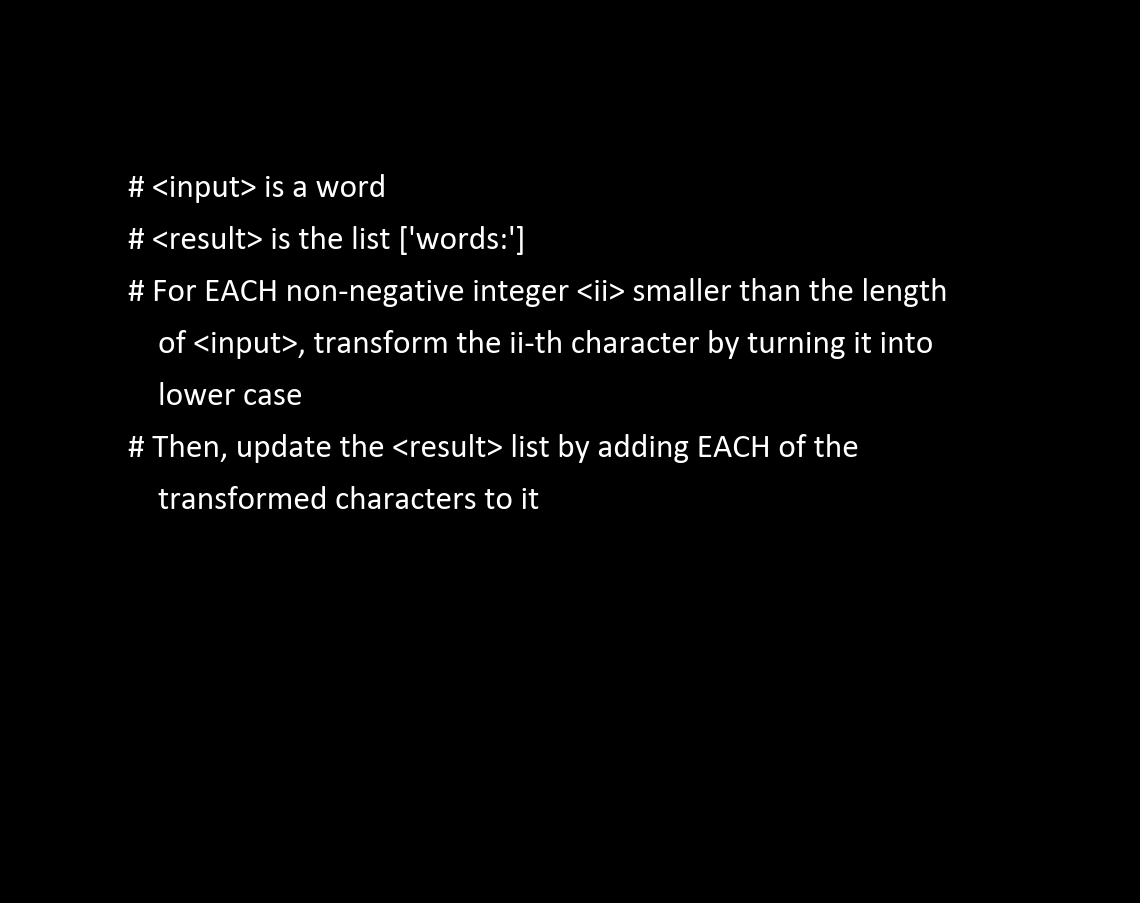 # <input> is a word
# <result> is the list ['words:']
# For EACH non-negative integer <ii> smaller than the length
of <input>, transform the ii-th character by turning it into
lower case
# Then, update the <result> list by adding EACH of the
transformed characters to it